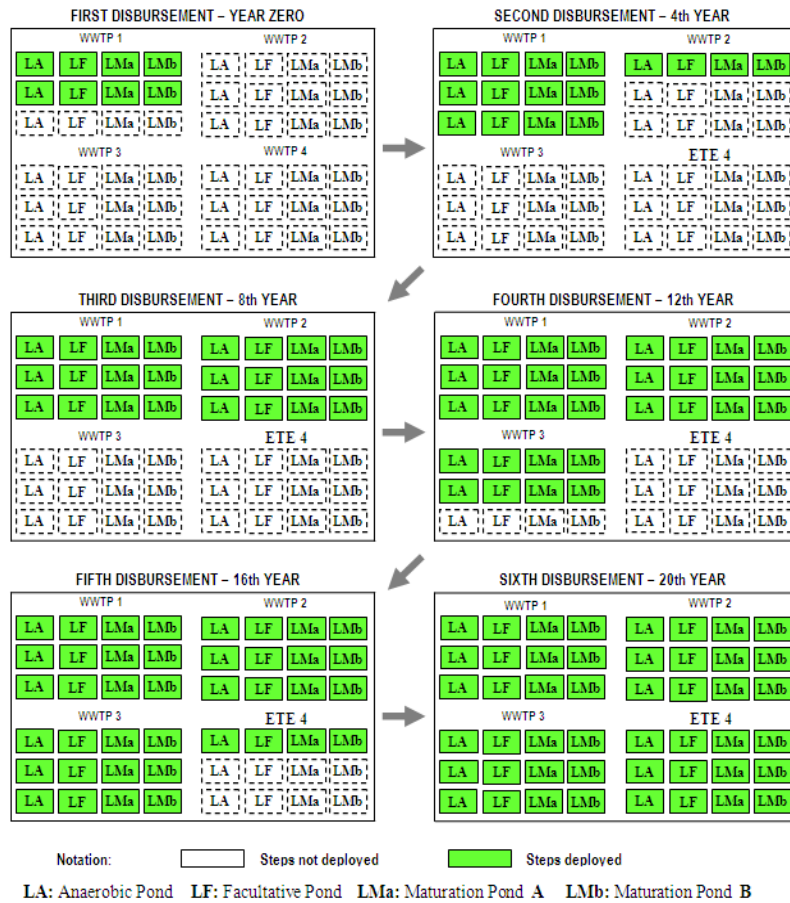 FIRST DISBURSEMENT – YEAR ZERO
WWTP 1 WWTP 2
LA LF LMa LMb LA LF LMa LMb
LA LF LMa LMb LA LF LMa LMb
LA LF LMa LMb LA LF LMa LMb
WWTP 3 WWTP 4
LA LF LMa LMb LA LF LMa LMb
LA LF LMa LMb LA LF LMa LMb
LA LF LMa LMb LA LF LMa LMb
SECOND DISBURSEMENT – 4th YEAR
WWTP 1 WWTP 2
LA LF LMa LMb LA LF LMa LMb
LA LF LMa LMb LA LF LMa LMb
LA LF LMa LMb LA LF LMa LMb
WWTP 3 ETE 4
LA LF LMa LMb LA LF LMa LMb
LA LF LMa LMb LA LF LMa LMb
LA LF LMa LMb LA LF LMa LMb
THIRD DISBURSEMENT – 8th YEAR
WWTP 1 WWTP 2
LA LF LMa LMb LA LF LMa LMb
LA LF LMa LMb LA LF LMa LMb
LA LF LMa LMb LA LF LMa LMb
WWTP 3 ETE 4
LA LF LMa LMb LA LF LMa LMb
LA LF LMa LMb LA LF LMa LMb
LA LF LMa LMb LA LF LMa LMb
FOURTH DISBURSEMENT – 12th YEAR
WWTP 1 WWTP 2
LA LF LMa LMb LA LF LMa LMb
LA LF LMa LMb LA LF LMa LMb
LA LF LMa LMb LA LF LMa LMb
WWTP 3 ETE 4
LA LF LMa LMb LA LF LMa LMb
LA LF LMa LMb LA LF LMa LMb
LA LF LMa LMb LA LF LMa LMb
FIFTH DISBURSEMENT – 16th YEAR
WWTP 1 WWTP 2
LA LF LMa LMb LA LF LMa LMb
LA LF LMa LMb LA LF LMa LMb
LA LF LMa LMb LA LF LMa LMb
WWTP 3 ETE 4
LA LF LMa LMb LA LF LMa LMb
LA LF LMa LMb LA LF LMa LMb
LA LF LMa LMb LA LF LMa LMb
SIXTH DISBURSEMENT – 20th YEAR
WWTP 1 WWTP 2
LA LF LMa LMb LA LF LMa LMb
LA LF LMa LMb LA LF LMa LMb
LA LF LMa LMb LA LF LMa LMb
WWTP 3 ETE 4
LA LF LMa LMb LA LF LMa LMb
LA LF LMa LMb LA LF LMa LMb
LA LF LMa LMb LA LF LMa LMb
Notation: Steps not deployed Steps deployed
LA: Anaerobic Pond LF: Facultative Pond LMa: Maturation Pond A LMb: Maturation Pond B